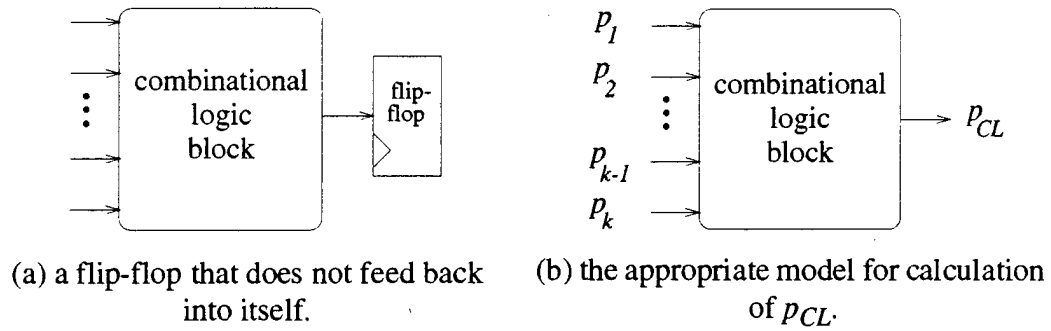 combinational
logic
block
flip-
flop
(a) a flip-flop that does not feed back
into itself.
p1
p2
pk-1
pk
combinational
logic
block
pCL
(b) the appropriate model for calculation
of pCL.